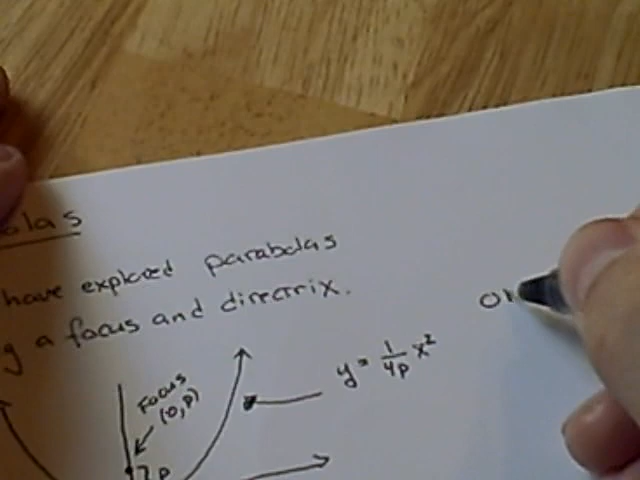 olas
have explored parabolas
g a focus and directrix.
Focus
(0,p)
y = 1/4p x²
p